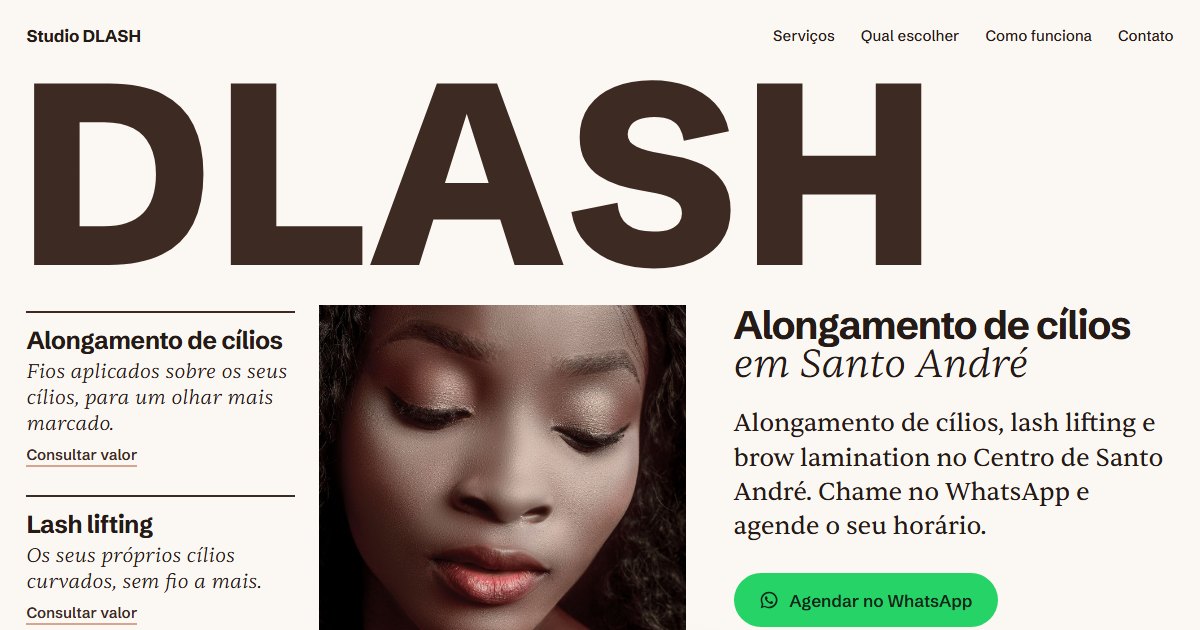 Studio DLASH
Serviços
Qual escolher
Como funciona
Contato
DLASH
Alongamento de cílios
Fios aplicados sobre os seus
cílios, para um olhar mais
marcado.
Consultar valor
Lash lifting
Os seus próprios cílios
curvados, sem fio a mais.
Consultar valor
Alongamento de cílios
em Santo André
Alongamento de cílios, lash lifting e
brow lamination no Centro de Santo
André. Chame no WhatsApp e
agende o seu horário.
Agendar no WhatsApp